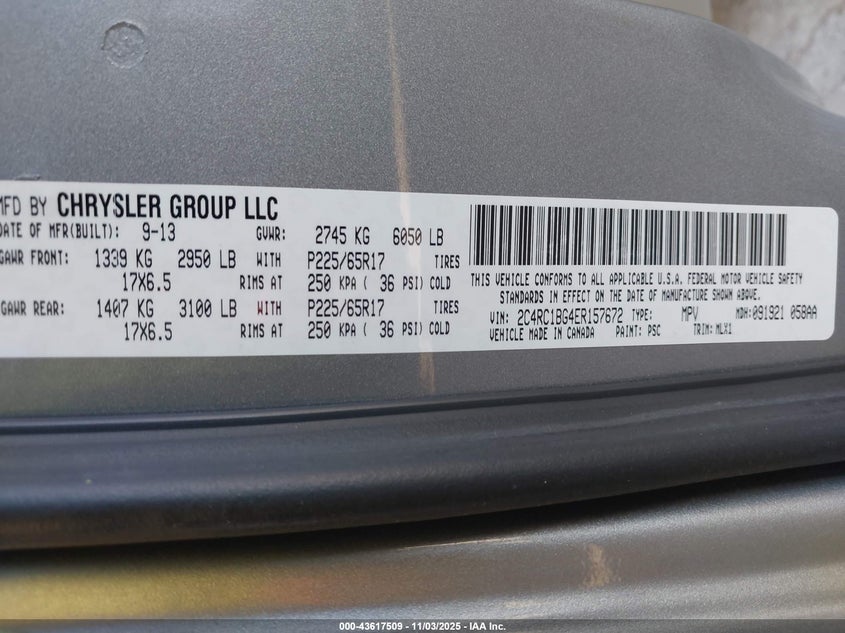 MFD BY CHRYSLER GROUP LLC
DATE OF MFR(BUILT): 9-13 GVWR: 2745 KG 6050 LB
GAWR FRONT: 1339 KG 2950 LB WITH P225/65R17 TIRES
17X6.5 RIMS AT 250 KPA ( 36 PSI) COLD
GAWR REAR: 1407 KG 3100 LB WITH P225/65R17 TIRES
17X6.5 RIMS AT 250 KPA ( 36 PSI) COLD
THIS VEHICLE CONFORMS TO ALL APPLICABLE U.S.A. FEDERAL MOTOR VEHICLE SAFETY
STANDARDS IN EFFECT ON THE DATE OF MANUFACTURE SHOWN ABOVE.
VIN: 2C4RC1BG4ER157672 TYPE: MPV MDH: 091921 058AA
VEHICLE MADE IN CANADA PAINT: PSC TRIM: MLX1
000-43617509 - 11/03/2025 - IAA Inc.